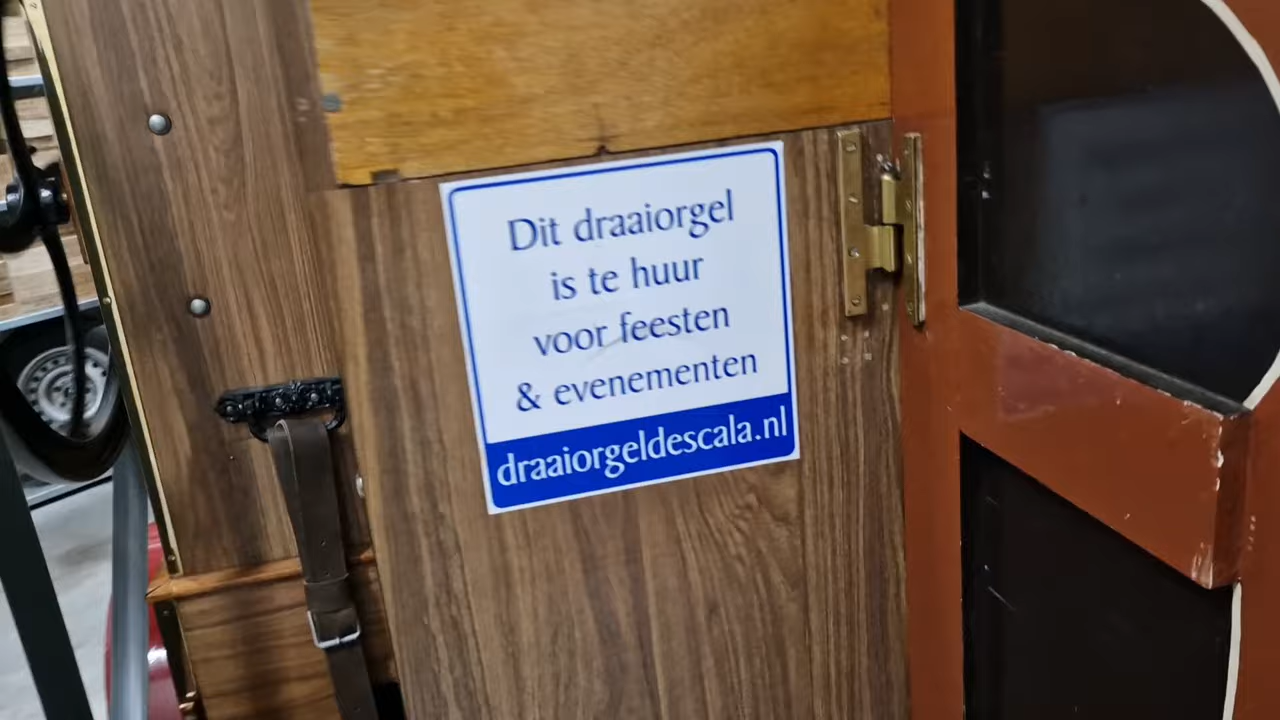 Dit draaiorgel
is te huur
voor feesten
& evenementen
draaiorgeldescala.nl